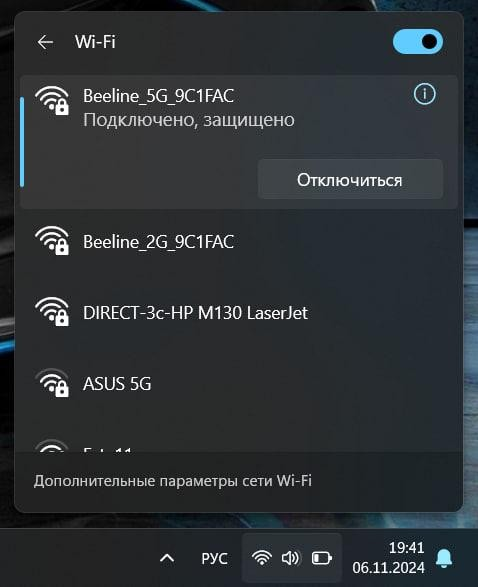 Wi-Fi
Beeline_5G_9C1FAC
Подключено, защищено
Отключиться
Beeline_2G_9C1FAC
DIRECT-3c-HP M130 LaserJet
ASUS 5G
Дополнительные параметры сети Wi-Fi
РУС
19:41
06.11.2024